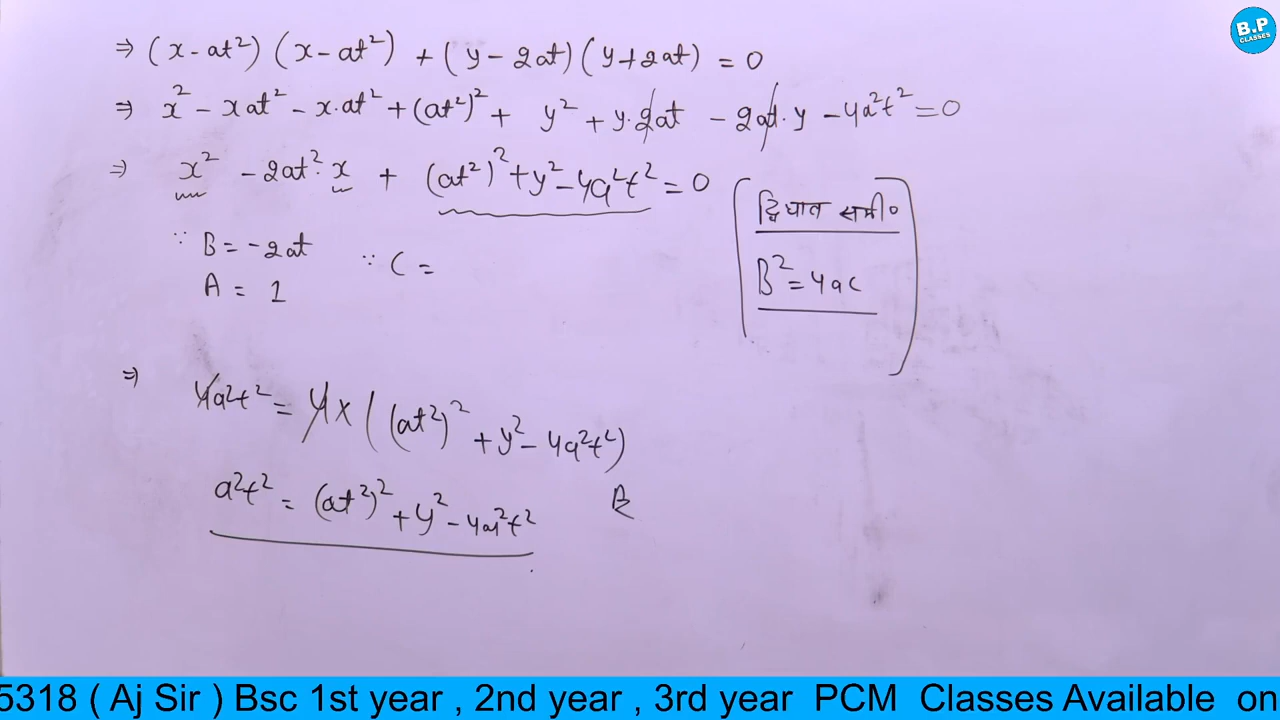 B.P
CLASSES
⇒ (x - at²) (x - at²) + (y - 2at) (y + 2at) = 0
⇒ x² - xat² - x·at² + (at²)² + y² + y·2at - 2at·y - 4a²t² = 0
⇒ x² - 2at²·x + (at²)² + y² - 4a²t² = 0
द्विघात समी०
∵ B = -2at ∵ C =
B² = 4ac
A = 1
⇒ 4a²t² = 4 × ((at²)² + y² - 4a²t²)
a²t² = (at²)² + y² - 4a²t²
5318 ( Aj Sir ) Bsc 1st year , 2nd year , 3rd year PCM Classes Available on